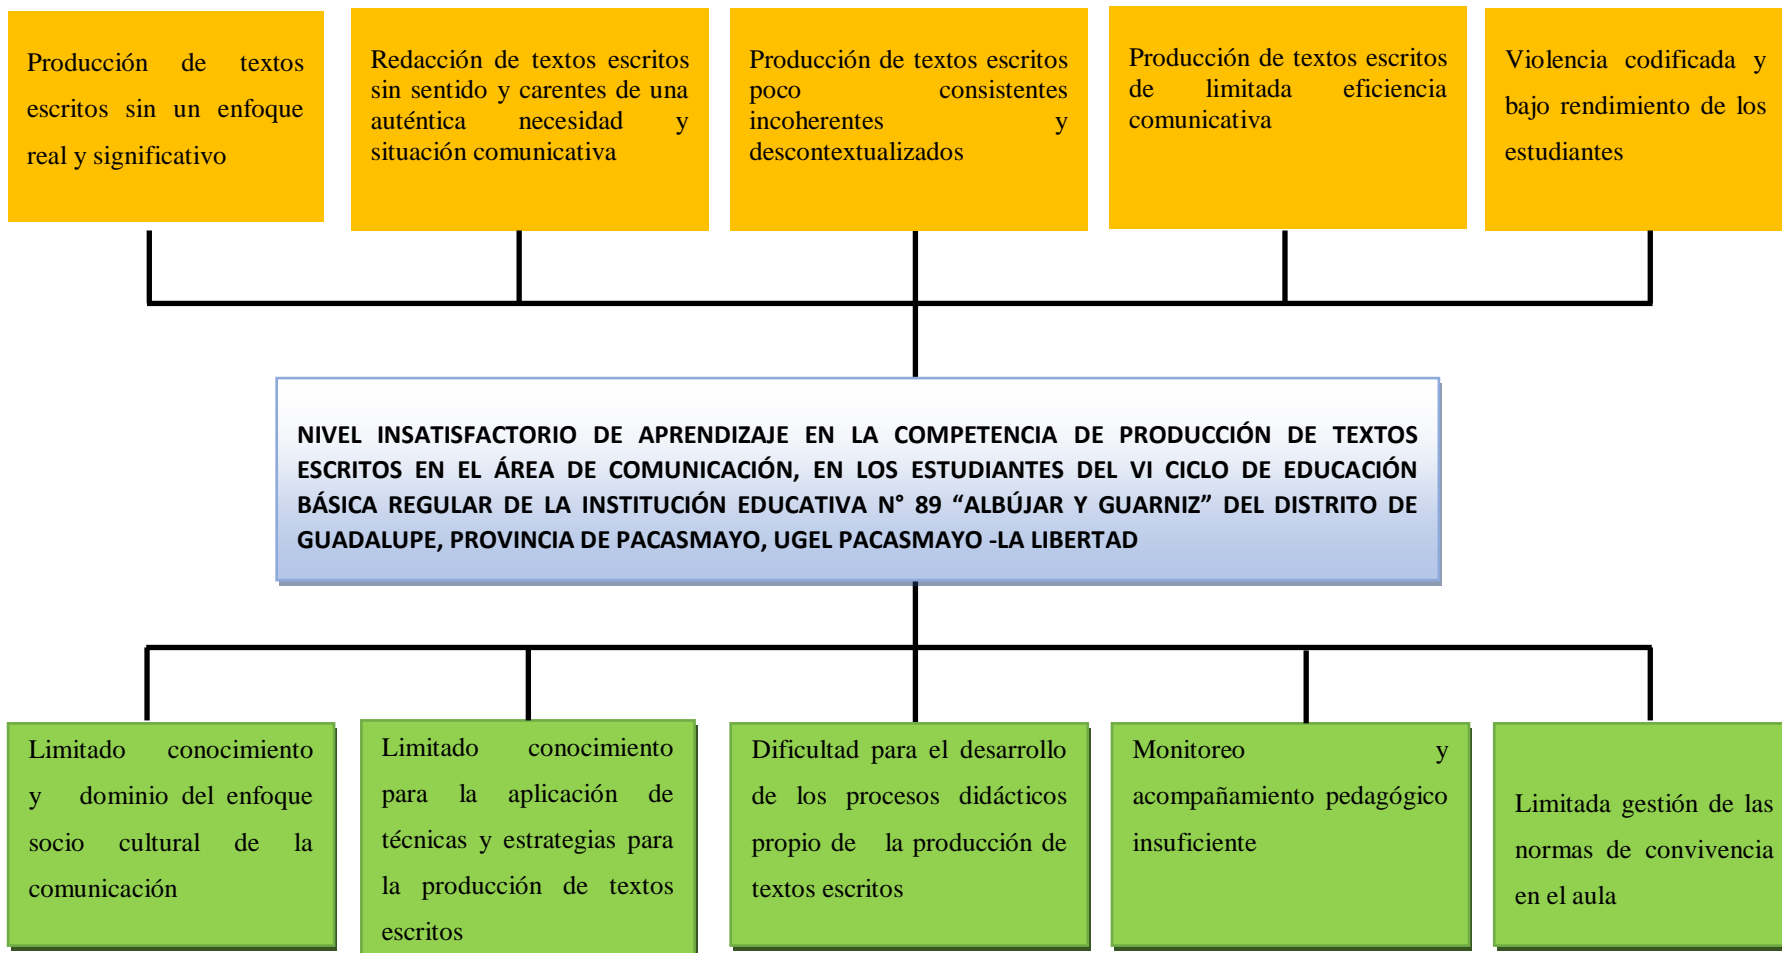 Producción de textos
escritos sin un enfoque
real y significativo
Redacción de textos escritos
sin sentido y carentes de una
auténtica necesidad y
situación comunicativa
Producción de textos escritos
poco consistentes
incoherentes y
descontextualizados
Producción de textos escritos
de limitada eficiencia
comunicativa
Violencia codificada y
bajo rendimiento de los
estudiantes
NIVEL INSATISFACTORIO DE APRENDIZAJE EN LA COMPETENCIA DE PRODUCCIÓN DE TEXTOS
ESCRITOS EN EL ÁREA DE COMUNICACIÓN, EN LOS ESTUDIANTES DEL VI CICLO DE EDUCACIÓN
BÁSICA REGULAR DE LA INSTITUCIÓN EDUCATIVA N° 89 “ALBÚJAR Y GUARNIZ” DEL DISTRITO DE
GUADALUPE, PROVINCIA DE PACASMAYO, UGEL PACASMAYO -LA LIBERTAD
Limitado conocimiento
y dominio del enfoque
socio cultural de la
comunicación
Limitado conocimiento
para la aplicación de
técnicas y estrategias para
la producción de textos
escritos
Dificultad para el desarrollo
de los procesos didácticos
propio de la producción de
textos escritos
Monitoreo y
acompañamiento pedagógico
insuficiente
Limitada gestión de las
normas de convivencia
en el aula